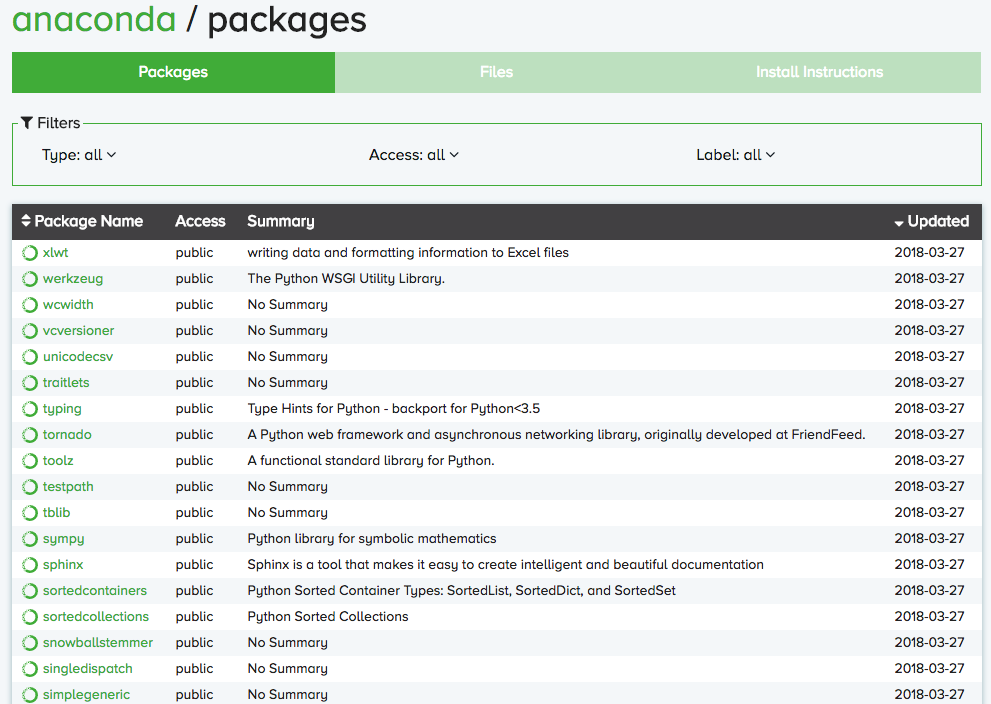 anaconda / packages
Packages Files Install Instructions
Filters
Type: all Access: all Label: all
Package Name Access Summary Updated
xlwt public writing data and formatting information to Excel files 2018-03-27
werkzeug public The Python WSGI Utility Library. 2018-03-27
wcwidth public No Summary 2018-03-27
vcversioner public No Summary 2018-03-27
unicodecsv public No Summary 2018-03-27
traitlets public No Summary 2018-03-27
typing public Type Hints for Python - backport for Python<3.5 2018-03-27
tornado public A Python web framework and asynchronous networking library, originally developed at FriendFeed. 2018-03-27
toolz public A functional standard library for Python. 2018-03-27
testpath public No Summary 2018-03-27
tblib public No Summary 2018-03-27
sympy public Python library for symbolic mathematics 2018-03-27
sphinx public Sphinx is a tool that makes it easy to create intelligent and beautiful documentation 2018-03-27
sortedcontainers public Python Sorted Container Types: SortedList, SortedDict, and SortedSet 2018-03-27
sortedcollections public Python Sorted Collections 2018-03-27
snowballstemmer public No Summary 2018-03-27
singledispatch public No Summary 2018-03-27
simplegeneric public No Summary 2018-03-27